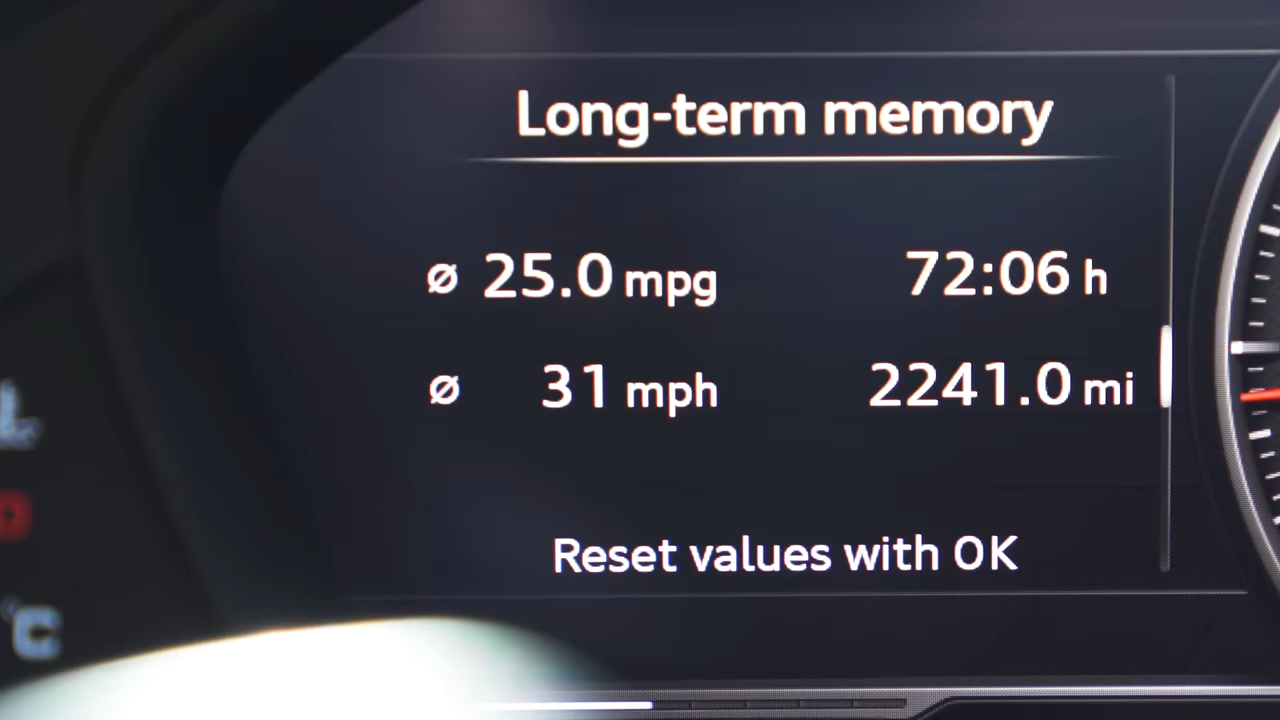 Long-term memory
ø 25.0 mpg 72:06 h
ø 31 mph 2241.0 mi
Reset values with OK
°C